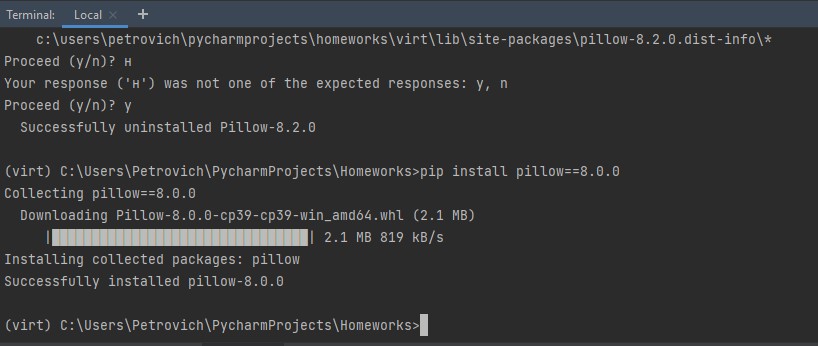 Terminal: Local × +
c:\users\petrovich\pycharmprojects\homeworks\virt\lib\site-packages\pillow-8.2.0.dist-info\*
Proceed (y/n)? н
Your response ('н') was not one of the expected responses: y, n
Proceed (y/n)? y
Successfully uninstalled Pillow-8.2.0
(virt) C:\Users\Petrovich\PycharmProjects\Homeworks>pip install pillow==8.0.0
Collecting pillow==8.0.0
Downloading Pillow-8.0.0-cp39-cp39-win_amd64.whl (2.1 MB)
|████████████████████████████████| 2.1 MB 819 kB/s
Installing collected packages: pillow
Successfully installed pillow-8.0.0
(virt) C:\Users\Petrovich\PycharmProjects\Homeworks>